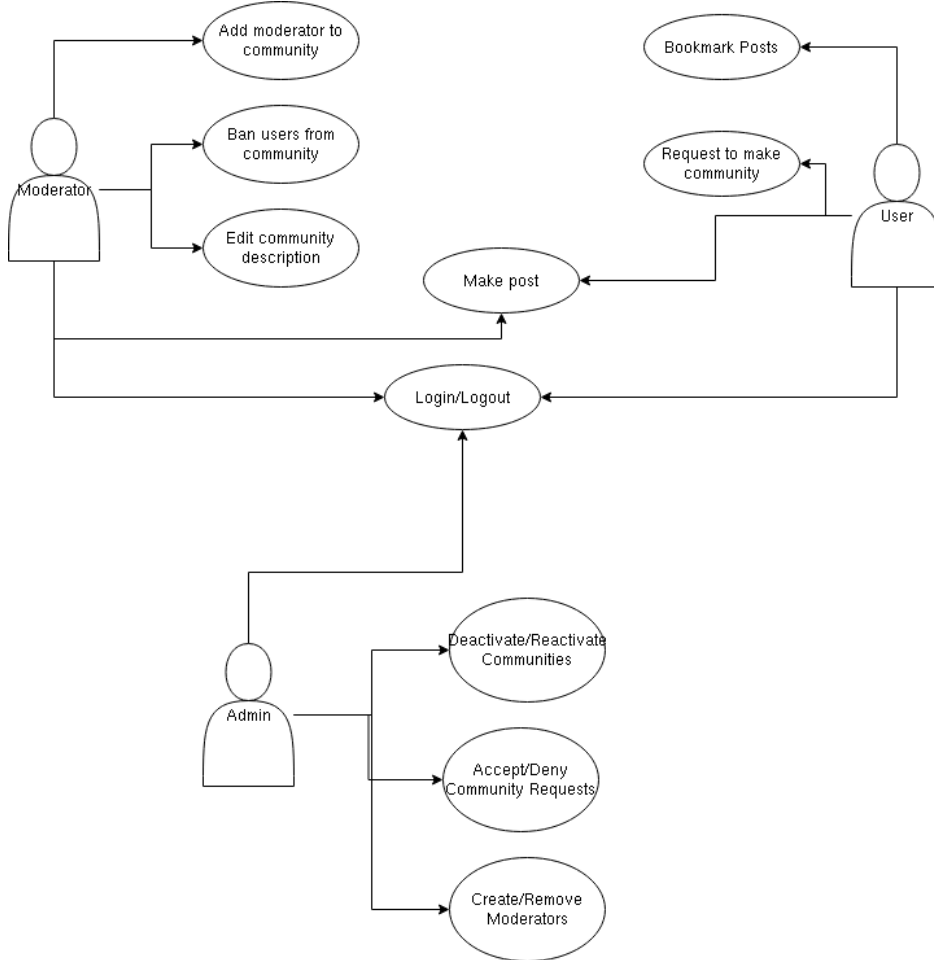 Add moderator to
community
Bookmark Posts
Ban users from
community
Request to make
community
Moderator
User
Edit community
description
Make post
Login/Logout
Deactivate/Reactivate
Communities
Admin
Accept/Deny
Community Requests
Create/Remove
Moderators